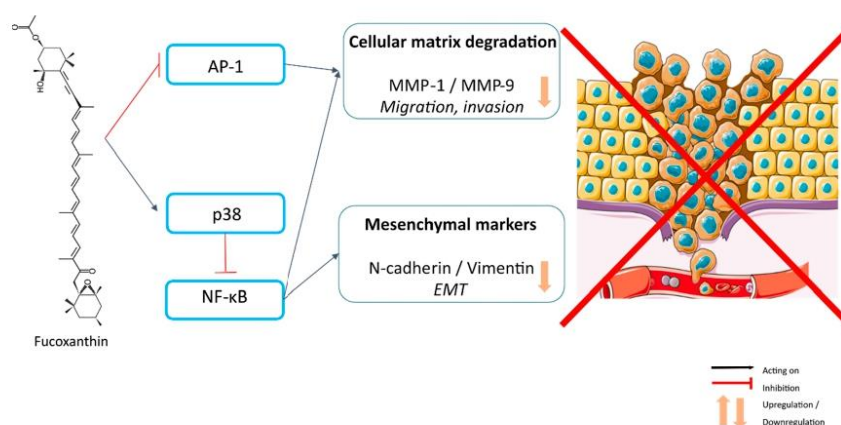 O
O
HO
AP-1
p38
NF-κB
O
O
Fucoxanthin
Cellular matrix degradation
MMP-1 / MMP-9
Migration, invasion
Mesenchymal markers
N-cadherin / Vimentin
EMT
Acting on
Inhibition
Upregulation /
Downregulation